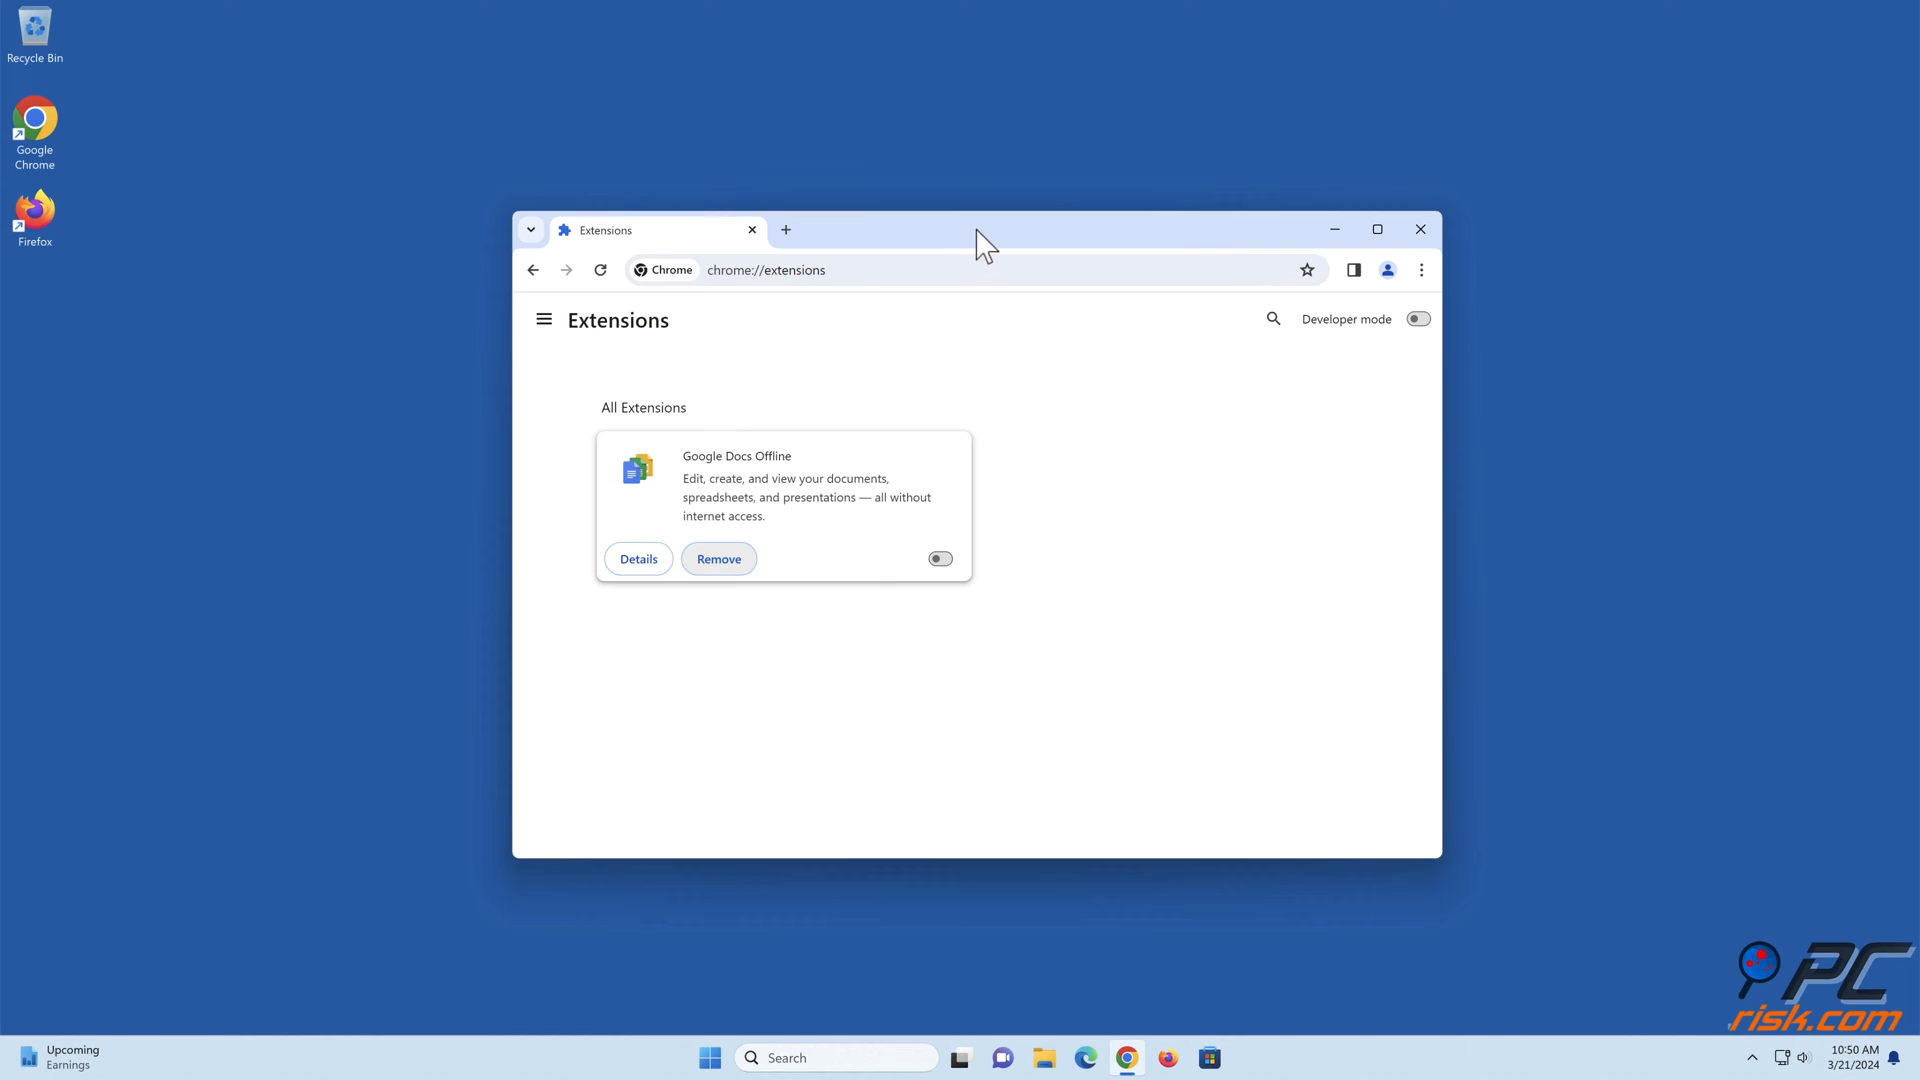 Recycle Bin
Google
Chrome
Firefox
Extensions
Chrome
chrome://extensions
Extensions
Developer mode
All Extensions
Google Docs Offline
Edit, create, and view your documents,
spreadsheets, and presentations — all without
internet access.
Details
Remove
PC
risk.com
Upcoming
Earnings
Search
10:50 AM
3/21/2024